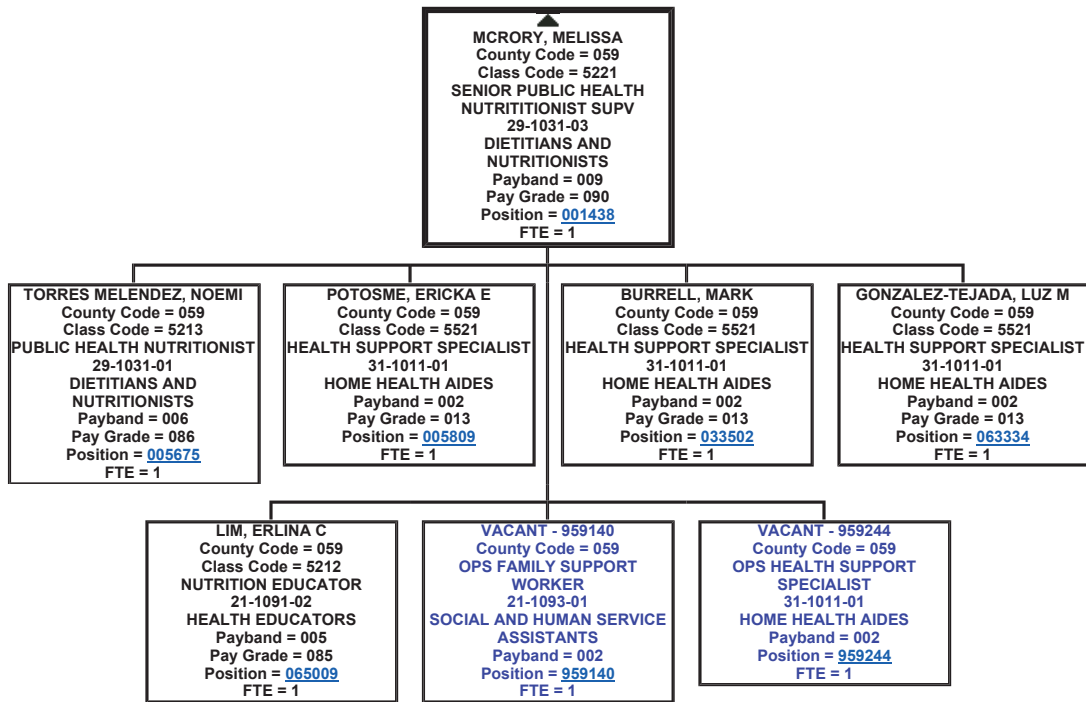 MCRORY, MELISSA
County Code = 059
Class Code = 5221
SENIOR PUBLIC HEALTH
NUTRITITIONIST SUPV
29-1031-03
DIETITIANS AND
NUTRITIONISTS
Payband = 009
Pay Grade = 090
Position = 001438
FTE = 1
TORRES MELENDEZ, NOEMI
County Code = 059
Class Code = 5213
PUBLIC HEALTH NUTRITIONIST
29-1031-01
DIETITIANS AND
NUTRITIONISTS
Payband = 006
Pay Grade = 086
Position = 005675
FTE = 1
POTOSME, ERICKA E
County Code = 059
Class Code = 5521
HEALTH SUPPORT SPECIALIST
31-1011-01
HOME HEALTH AIDES
Payband = 002
Pay Grade = 013
Position = 005809
FTE = 1
BURRELL, MARK
County Code = 059
Class Code = 5521
HEALTH SUPPORT SPECIALIST
31-1011-01
HOME HEALTH AIDES
Payband = 002
Pay Grade = 013
Position = 033502
FTE = 1
GONZALEZ-TEJADA, LUZ M
County Code = 059
Class Code = 5521
HEALTH SUPPORT SPECIALIST
31-1011-01
HOME HEALTH AIDES
Payband = 002
Pay Grade = 013
Position = 063334
FTE = 1
LIM, ERLINA C
County Code = 059
Class Code = 5212
NUTRITION EDUCATOR
21-1091-02
HEALTH EDUCATORS
Payband = 005
Pay Grade = 085
Position = 065009
FTE = 1
VACANT - 959140
County Code = 059
OPS FAMILY SUPPORT
WORKER
21-1093-01
SOCIAL AND HUMAN SERVICE
ASSISTANTS
Payband = 002
Position = 959140
FTE = 1
VACANT - 959244
County Code = 059
OPS HEALTH SUPPORT
SPECIALIST
31-1011-01
HOME HEALTH AIDES
Payband = 002
Position = 959244
FTE = 1